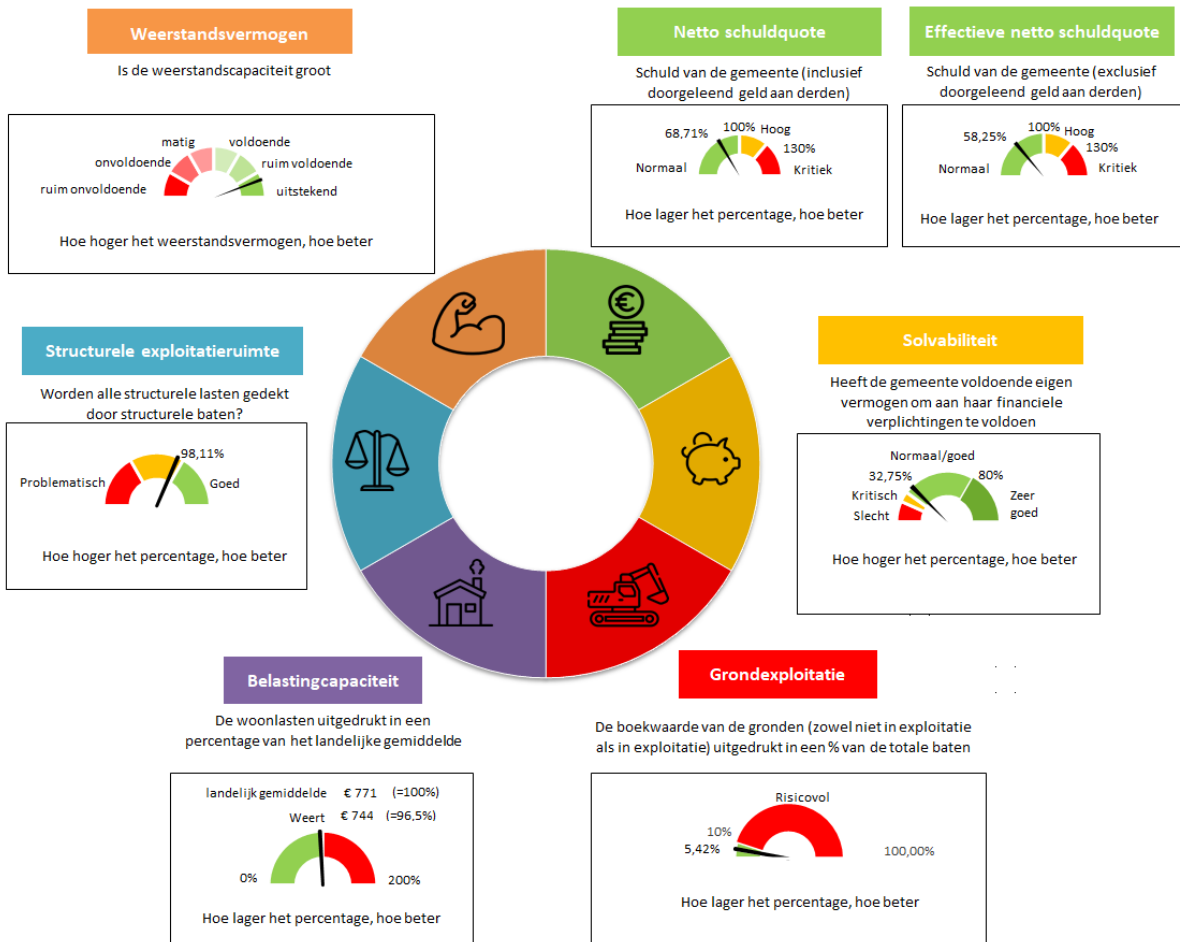 Weerstandsvermogen
Is de weerstandscapaciteit groot
matig
voldoende
onvoldoende
ruim voldoende
ruim onvoldoende
uitstekend
Hoe hoger het weerstandsvermogen, hoe beter
Netto schuldquote
Schuld van de gemeente (inclusief
doorgeleend geld aan derden)
68,71%
100%
Hoog
130%
Normaal
Kritiek
Hoe lager het percentage, hoe beter
Effectieve netto schuldquote
Schuld van de gemeente (exclusief
doorgeleend geld aan derden)
58,25%
100%
Hoog
130%
Normaal
Kritiek
Hoe lager het percentage, hoe beter
Structurele exploitatieruimte
Worden alle structurele lasten gedekt
door structurele baten?
98,11%
Problematisch
Goed
Hoe hoger het percentage, hoe beter
€
Solvabiliteit
Heeft de gemeente voldoende eigen
vermogen om aan haar financiele
verplichtingen te voldoen
Normaal/goed
32,75%
80%
Kritisch
Zeer
goed
Slecht
Hoe hoger het percentage, hoe beter
Belastingcapaciteit
De woonlasten uitgedrukt in een
percentage van het landelijke gemiddelde
landelijk gemiddelde € 771 (=100%)
Weert € 744 (=96,5%)
0%
200%
Hoe lager het percentage, hoe beter
Grondexploitatie
De boekwaarde van de gronden (zowel niet in exploitatie
als in exploitatie) uitgedrukt in een % van de totale baten
Risicovol
10%
5,42%
100,00%
Hoe lager het percentage, hoe beter